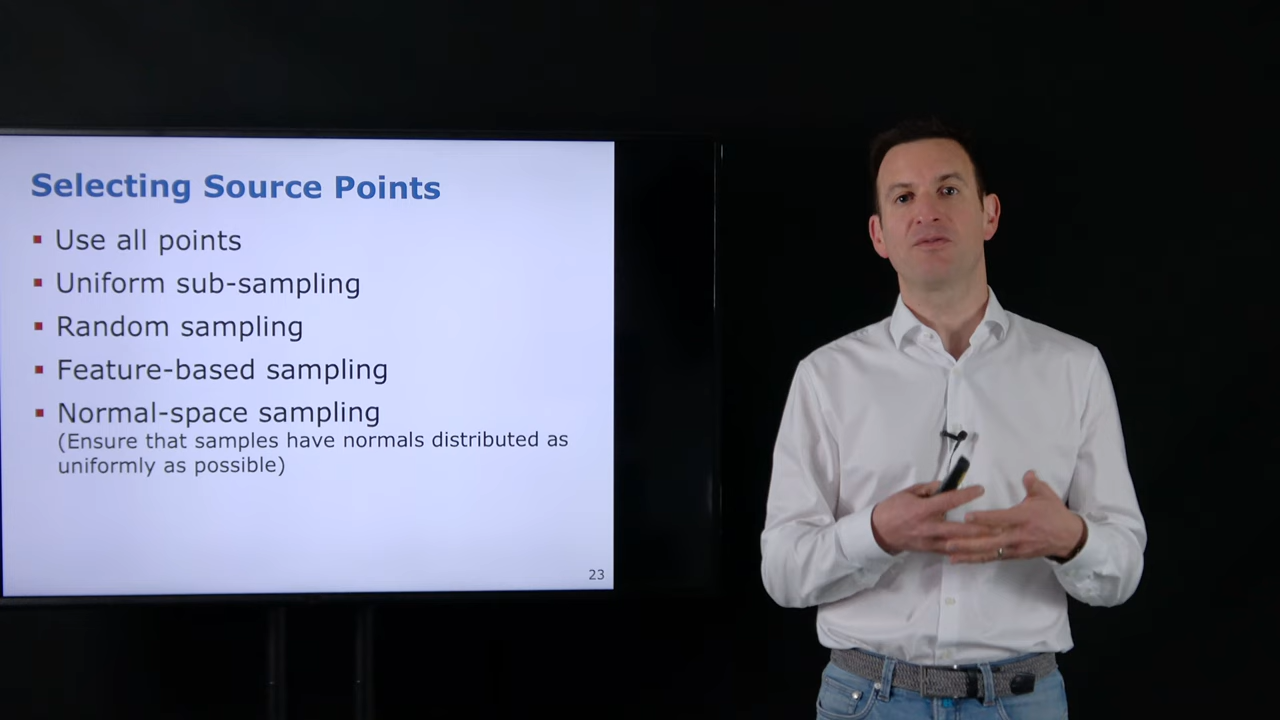 Selecting Source Points
▪ Use all points
▪ Uniform sub-sampling
▪ Random sampling
▪ Feature-based sampling
▪ Normal-space sampling
(Ensure that samples have normals distributed as
uniformly as possible)
23